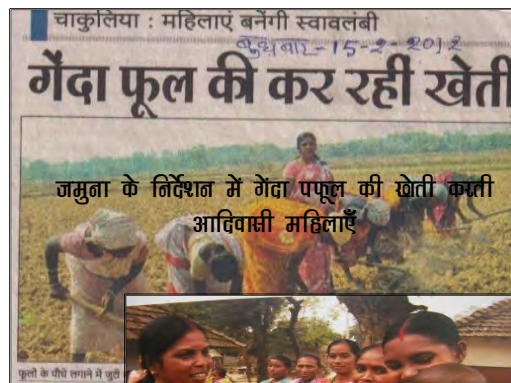 चाकुलिया : महिलाएं बनेंगी स्वावलंबी
बुधवार-15-2-2012
गेंदा फूल की कर रहीं खेती
जमुना के निर्देशन में गेंदा पफूल की खेती करती
आदिवासी महिलाएँ
फूलों के पौधे लगाने में जुटी